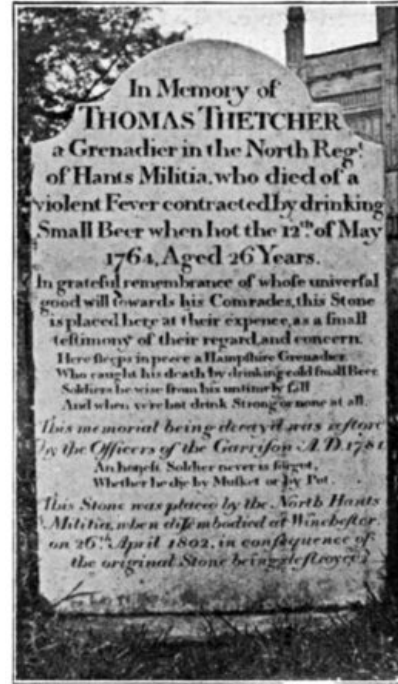 In Memory of
THOMAS THETCHER
a Grenadier in the North Regt.
of Hants Militia, who died of a
violent Fever contracted by drinking
Small Beer when hot the 12th. of May
1764, Aged 26 Years.
In grateful remembrance of whose universal
good will towards his Comrades, this Stone
is placed here at their expence, as a small
testimony of their regard and concern.
Here sleeps in peace a Hampshire Grenadier,
Who caught his death by drinking cold small Beer
Soldiers be wise from his untimely fall
And when ye're hot drink Strong or none at all.
This memorial being decay'd was restor'd
by the Officers of the Garrison A.D. 1781.
An honest Soldier never is forgot,
Whether he die by Musket or by Pot.
This Stone was placed by the North Hants
Militia, when disembodied at Winchester,
on 26th. April 1802, in consequence of
the original Stone being destroyed.